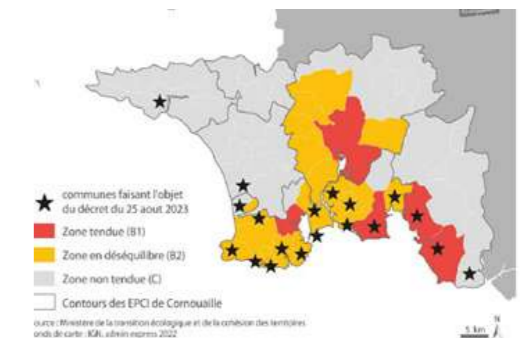 communes faisant l'objet
du décret du 25 aout 2023
Zone tendue (B1)
Zone en déséquilibre (B2)
Zone non tendue (C)
Contours des EPCI de Cornouaille
ource : Ministère de la transition écologique et de la cohésion des territoires
onds de carte : IGN, admin express 2022
N
5 km